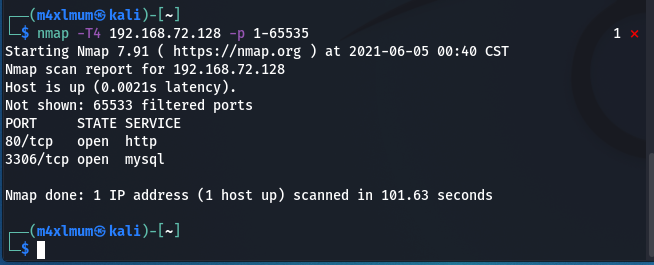 ┌──(m4xlmum㉿kali)-[~]
└─$ nmap -T4 192.168.72.128 -p 1-65535 1 ⨯
Starting Nmap 7.91 ( https://nmap.org ) at 2021-06-05 00:40 CST
Nmap scan report for 192.168.72.128
Host is up (0.0021s latency).
Not shown: 65533 filtered ports
PORT     STATE SERVICE
80/tcp   open  http
3306/tcp open  mysql
Nmap done: 1 IP address (1 host up) scanned in 101.63 seconds
┌──(m4xlmum㉿kali)-[~]
└─$